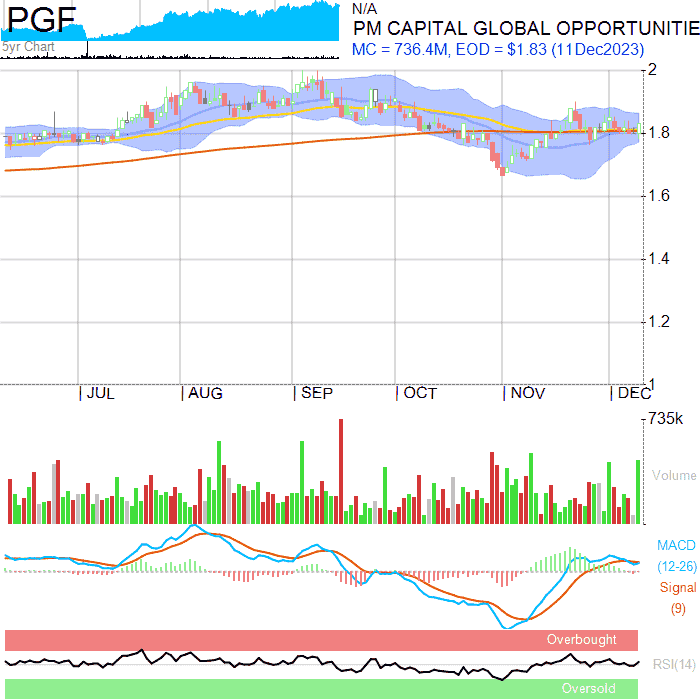 PGF
5yr Chart
N/A
PM CAPITAL GLOBAL OPPORTUNITIE
MC = 736.4M, EOD = $1.83 (11Dec2023)
2
1.8
1.6
1.4
1.2
1
JUL AUG SEP OCT NOV DEC
735k
Volume
MACD
(12-26)
Signal
(9)
Overbought
RSI(14)
Oversold